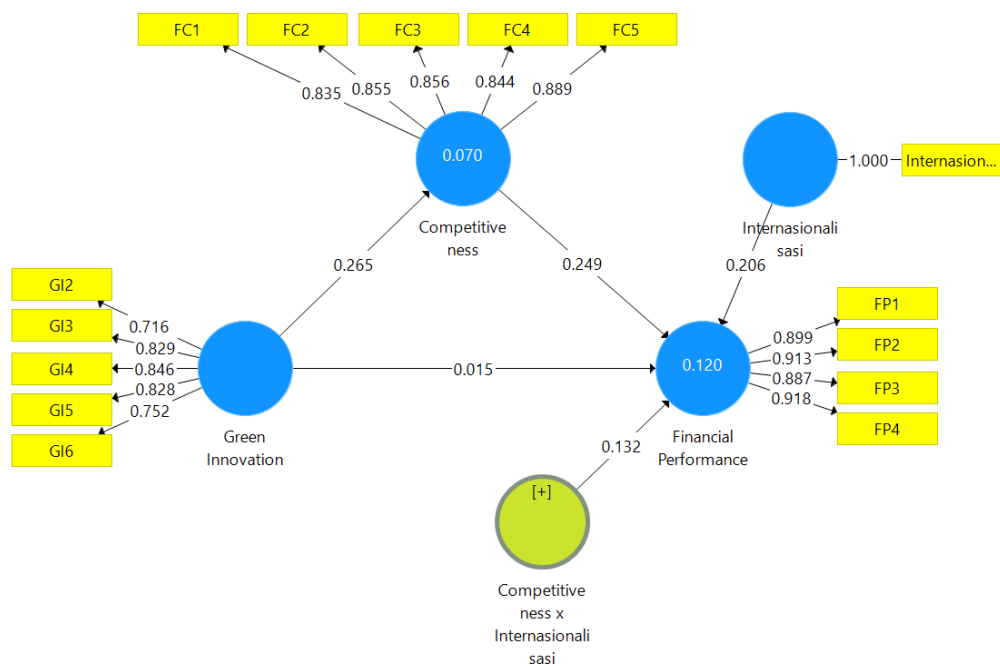 FC1 FC2 FC3 FC4 FC5
0.835 0.855 0.856 0.844 0.889
0.070
Competitive
ness
1.000
Internasion...
Internasionali
sasi
0.265
0.249
0.206
GI2
GI3
GI4
GI5
GI6
0.716
0.829
0.846
0.828
0.752
Green
Innovation
0.015
0.120
Financial
Performance
0.899
0.913
0.887
0.918
FP1
FP2
FP3
FP4
0.132
[+]
Competitive
ness x
Internasionali
sasi